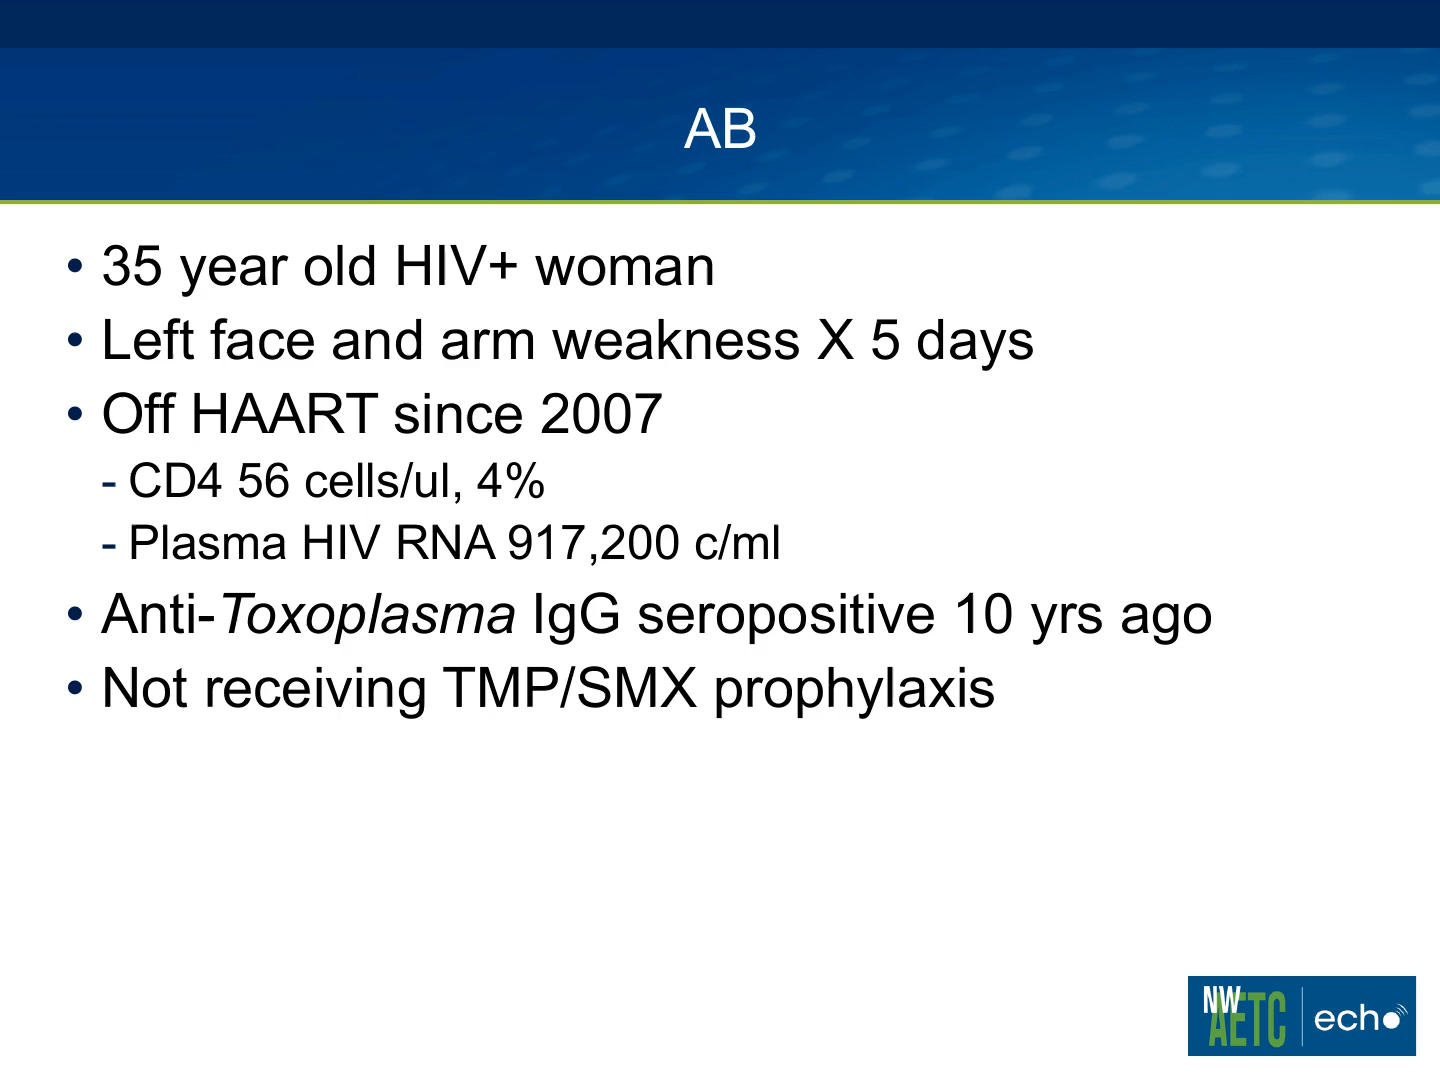 AB
• 35 year old HIV+ woman
• Left face and arm weakness X 5 days
• Off HAART since 2007
- CD4 56 cells/ul, 4%
- Plasma HIV RNA 917,200 c/ml
• Anti-Toxoplasma IgG seropositive 10 yrs ago
• Not receiving TMP/SMX prophylaxis
NW
AETC
echo